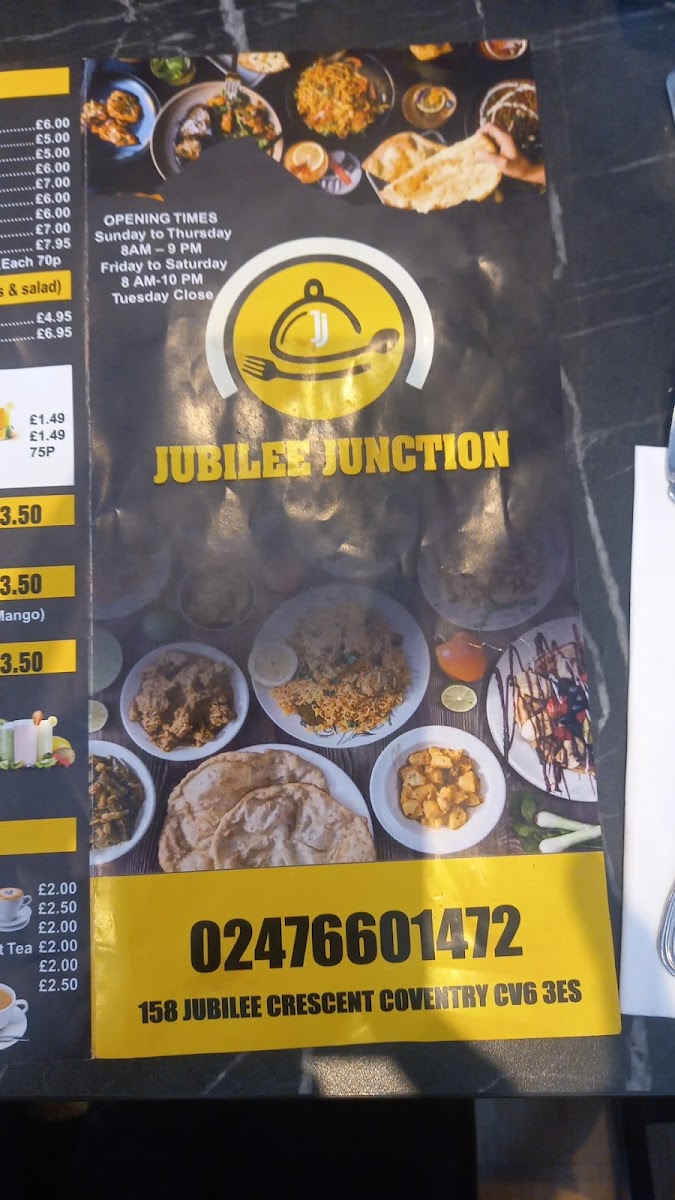 £6.00
£5.00
£5.00
£6.00
£7.00
£6.00
£6.00
£7.00
£7.95
Each 70p
& salad)
£4.95
£6.95
£1.49
£1.49
75P
3.50
3.50
Mango)
3.50
£2.00
£2.50
£2.00
Tea £2.00
£2.00
£2.50
OPENING TIMES
Sunday to Thursday
8AM – 9 PM
Friday to Saturday
8 AM-10 PM
Tuesday Close
JJ
JUBILEE JUNCTION
02476601472
158 JUBILEE CRESCENT COVENTRY CV6 3ES